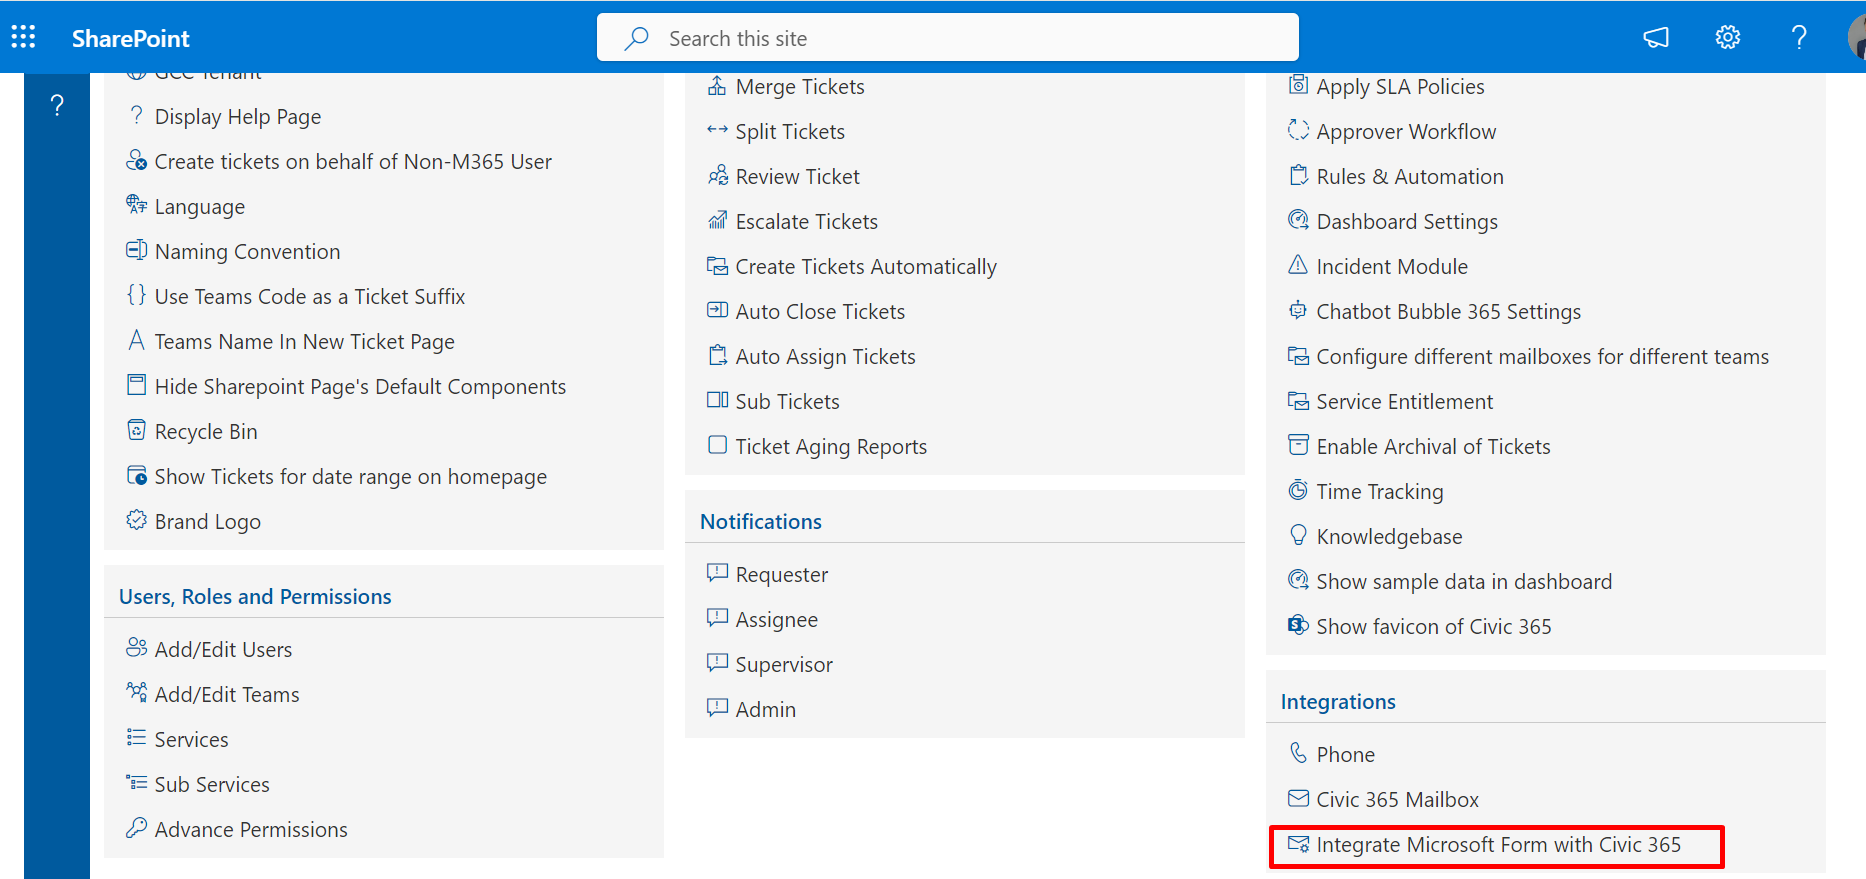 SharePoint
Search this site
GCC Tenant
Display Help Page
Create tickets on behalf of Non-M365 User
Language
Naming Convention
Use Teams Code as a Ticket Suffix
Teams Name In New Ticket Page
Hide Sharepoint Page's Default Components
Recycle Bin
Show Tickets for date range on homepage
Brand Logo
Users, Roles and Permissions
Add/Edit Users
Add/Edit Teams
Services
Sub Services
Advance Permissions
Merge Tickets
Split Tickets
Review Ticket
Escalate Tickets
Create Tickets Automatically
Auto Close Tickets
Auto Assign Tickets
Sub Tickets
Ticket Aging Reports
Notifications
Requester
Assignee
Supervisor
Admin
Apply SLA Policies
Approver Workflow
Rules & Automation
Dashboard Settings
Incident Module
Chatbot Bubble 365 Settings
Configure different mailboxes for different teams
Service Entitlement
Enable Archival of Tickets
Time Tracking
Knowledgebase
Show sample data in dashboard
Show favicon of Civic 365
Integrations
Phone
Civic 365 Mailbox
Integrate Microsoft Form with Civic 365